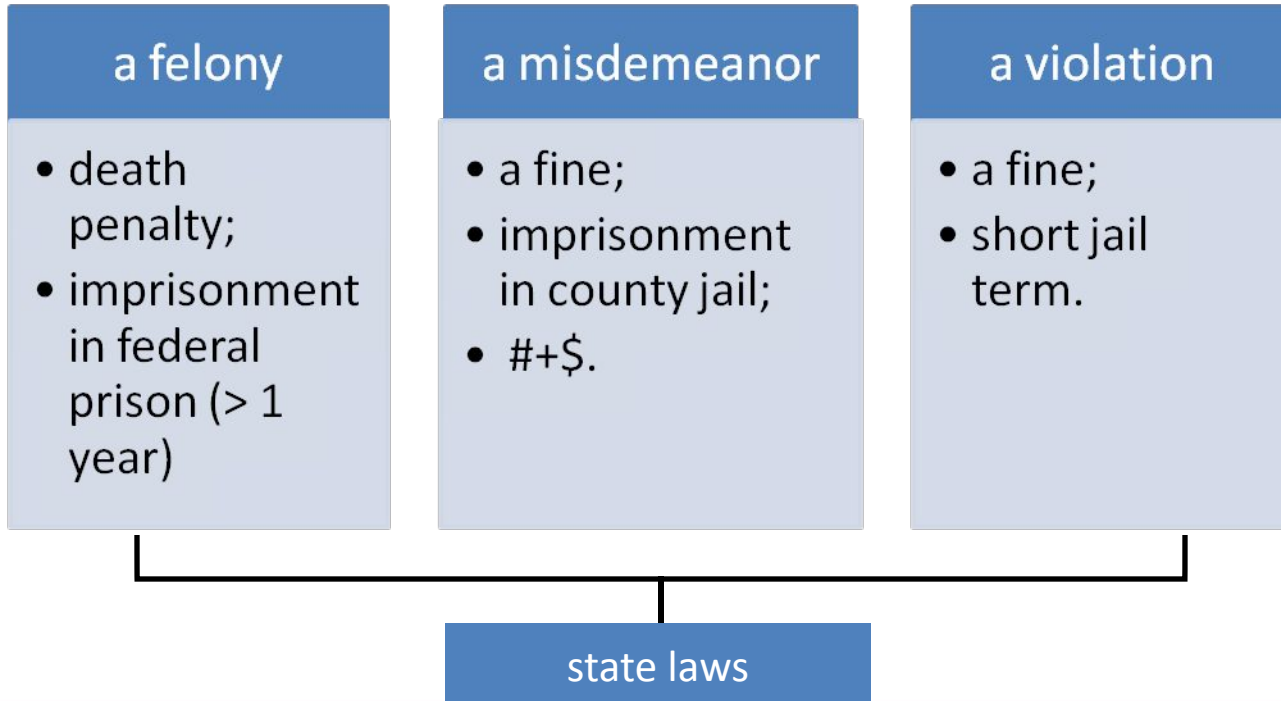 a felony
• death
penalty;
• imprisonment
in federal
prison (> 1
year)
a misdemeanor
• a fine;
• imprisonment
in county jail;
• #+$.
a violation
• a fine;
• short jail
term.
state laws